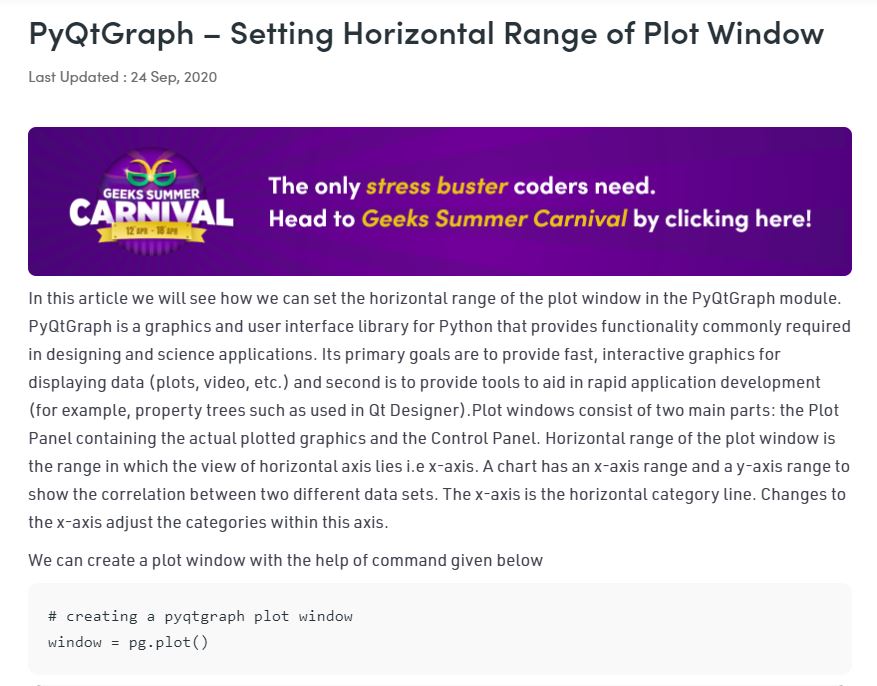 PyQtGraph – Setting Horizontal Range of Plot Window
Last Updated : 24 Sep, 2020
GEEKS SUMMER
CARNIVAL
12 APR - 18 APR
The only stress buster coders need.
Head to Geeks Summer Carnival by clicking here!
In this article we will see how we can set the horizontal range of the plot window in the PyQtGraph module.
PyQtGraph is a graphics and user interface library for Python that provides functionality commonly required
in designing and science applications. Its primary goals are to provide fast, interactive graphics for
displaying data (plots, video, etc.) and second is to provide tools to aid in rapid application development
(for example, property trees such as used in Qt Designer).Plot windows consist of two main parts: the Plot
Panel containing the actual plotted graphics and the Control Panel. Horizontal range of the plot window is
the range in which the view of horizontal axis lies i.e x-axis. A chart has an x-axis range and a y-axis range to
show the correlation between two different data sets. The x-axis is the horizontal category line. Changes to
the x-axis adjust the categories within this axis.
We can create a plot window with the help of command given below
# creating a pyqtgraph plot window
window = pg.plot()